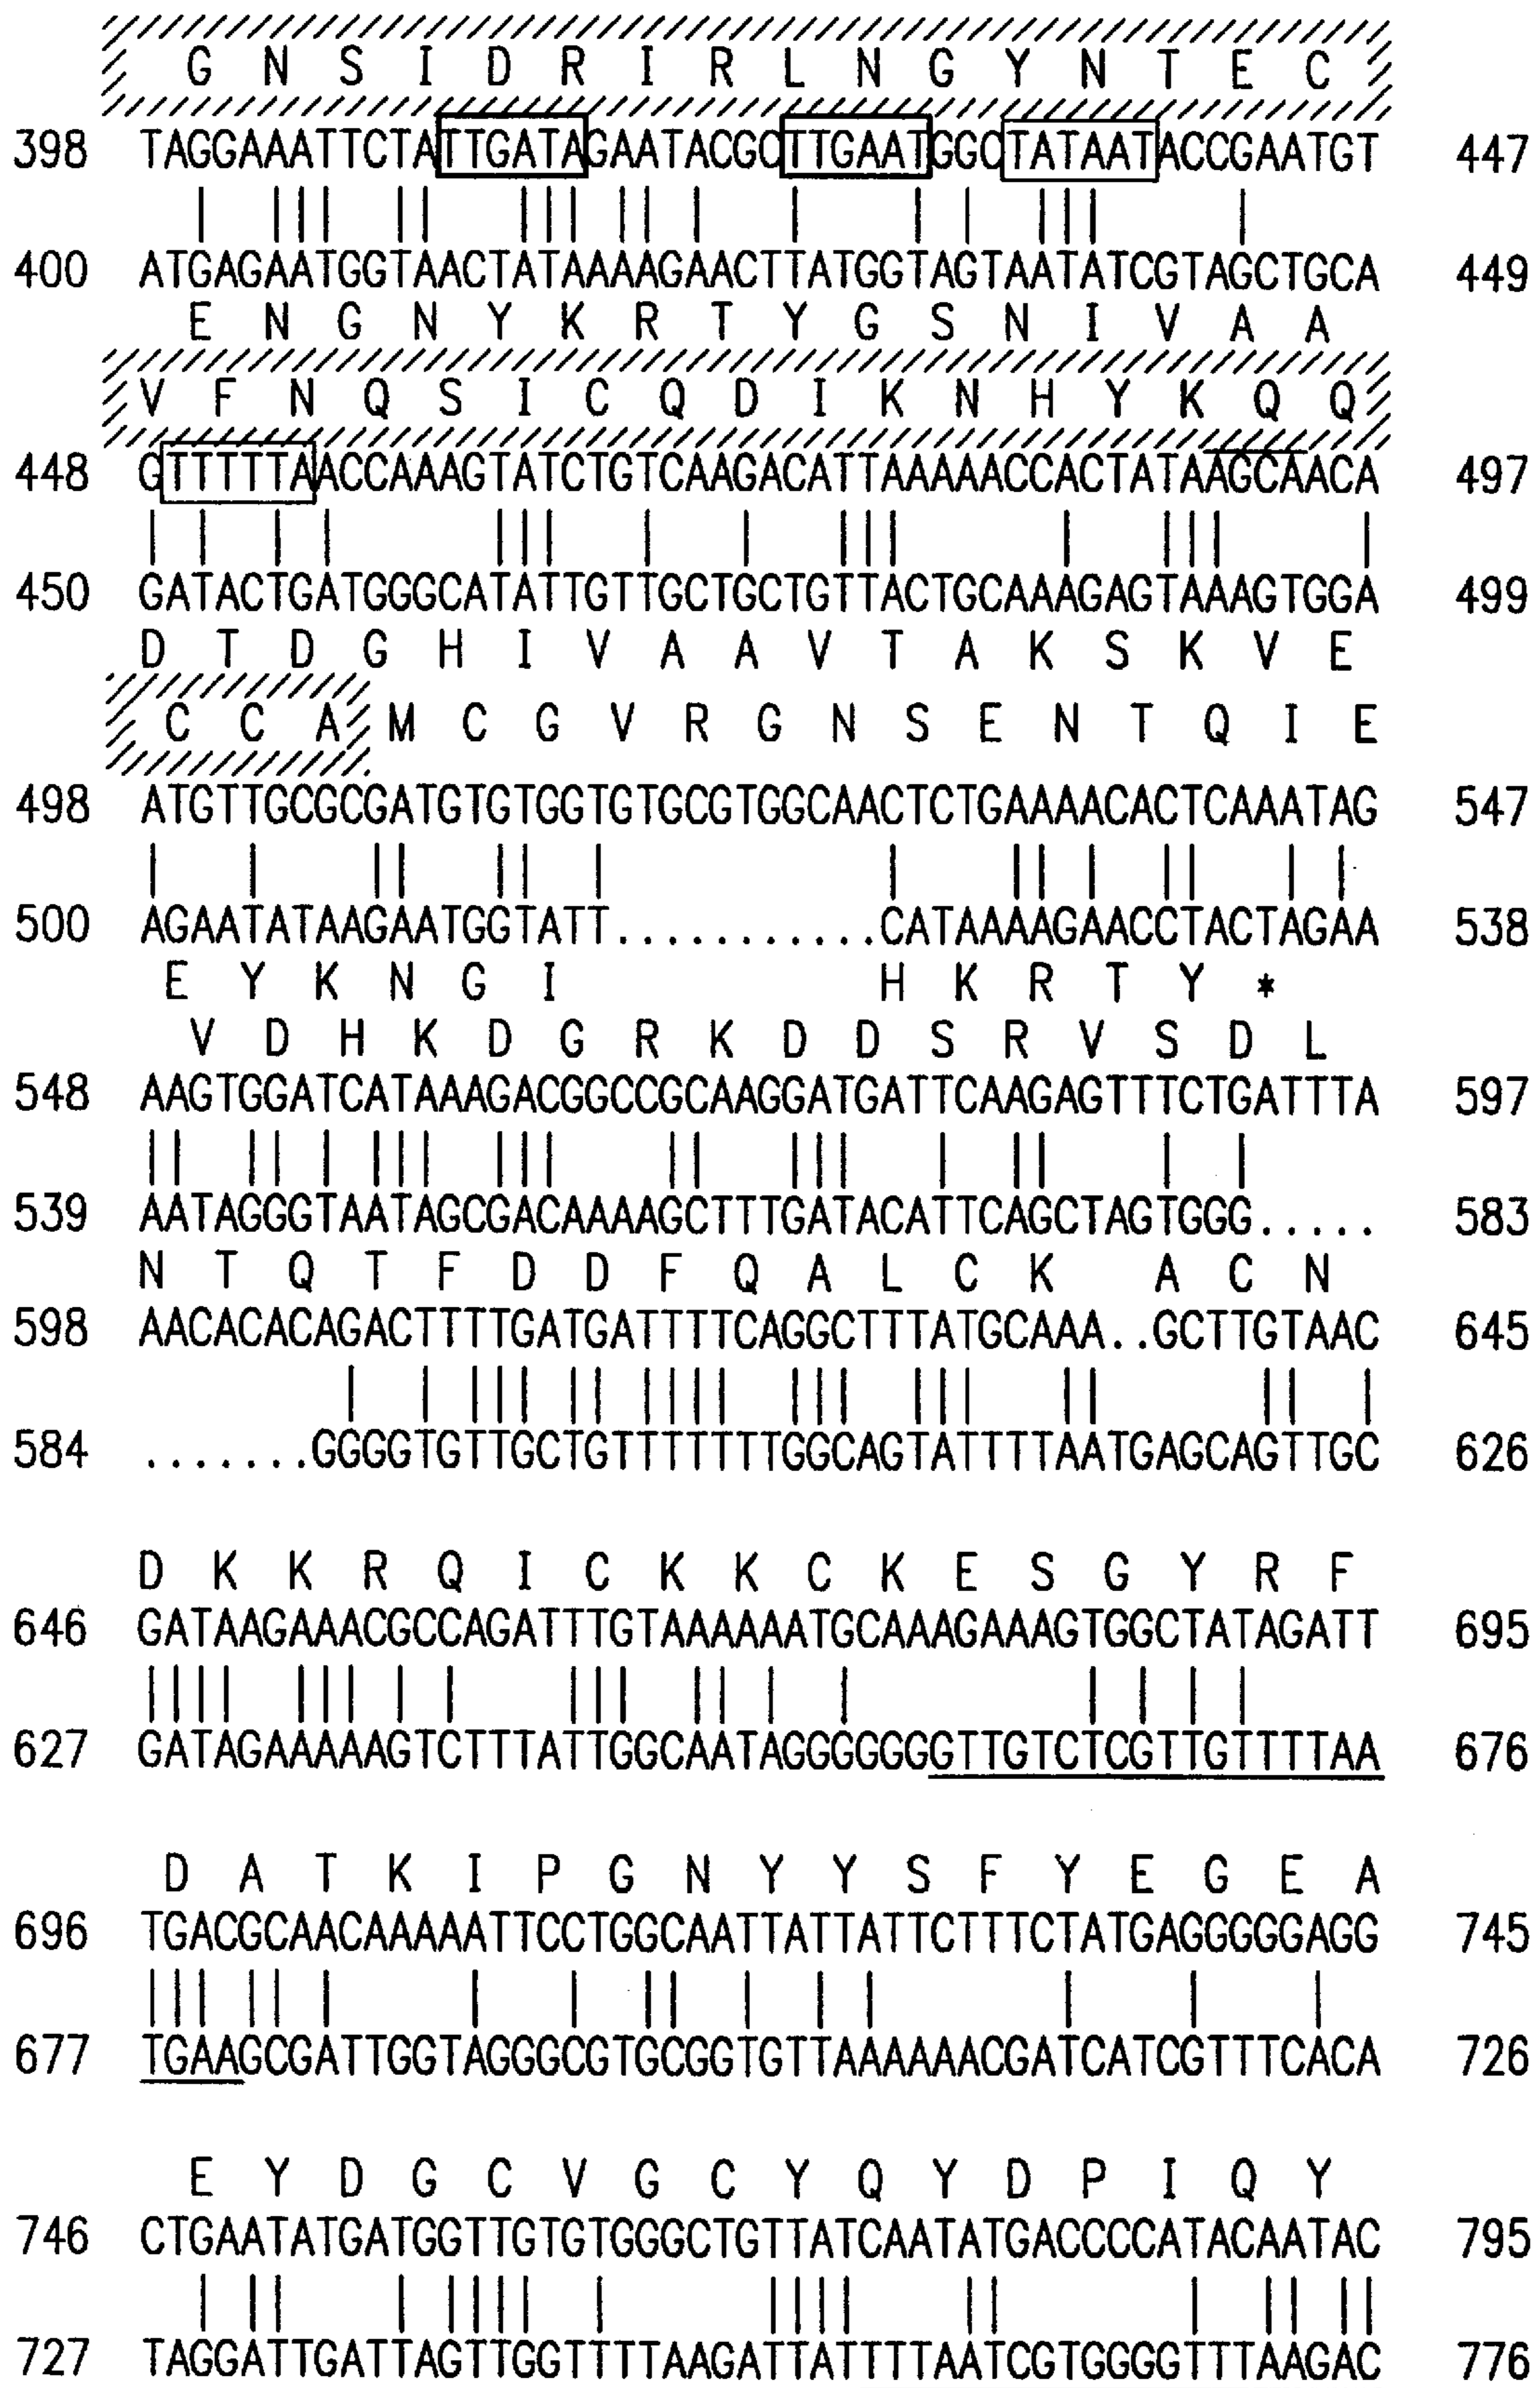 G N S I D R I R L N G Y N T E C
398 TAGGAAATTCTATTGATAGAATACGCTTGAATGGCTATAATACCGAATGT 447
400 ATGAGAATGGTAACTATAAAAGAACTTATGGTAGTAATATCGTAGCTGCA 449
E N G N Y K R T Y G S N I V A A
V F N Q S I C Q D I K N H Y K Q Q
448 GTTTTTAACCAAAGTATCTGTCAAGACATTAAAAACCACTATAAGCAACA 497
450 GATACTGATGGGCATATTGTTGCTGCTGTTACTGCAAAGAGTAAAGTGGA 499
D T D G H I V A A V T A K S K V E
C C A M C G V R G N S E N T Q I E
498 ATGTTGCGCGATGTGTGGTGTGCGTGGCAACTCTGAAAACACTCAAATAG 547
500 AGAATATAAGAATGGTATT...........CATAAAAGAACCTACTAGAA 538
E Y K N G I H K R T Y *
V D H K D G R K D D S R V S D L
548 AAGTGGATCATAAAGACGGCCGCAAGGATGATTCAAGAGTTTCTGATTTA 597
539 AATAGGGTAATAGCGACAAAAGCTTTGATACATTCAGCTAGTGGG..... 583
N T Q T F D D F Q A L C K A C N
598 AACACACAGACTTTTGATGATTTTCAGGCTTTATGCAAA..GCTTGTAAC 645
584 .......GGGGTGTTGCTGTTTTTTTGGCAGTATTTTAATGAGCAGTTGC 626
D K K R Q I C K K C K E S G Y R F
646 GATAAGAAACGCCAGATTTGTAAAAAATGCAAAGAAAGTGGCTATAGATT 695
627 GATAGAAAAAGTCTTTATTGGCAATAGGGGGGGTTGTCTCGTTGTTTTAA 676
D A T K I P G N Y Y S F Y E G E A
696 TGACGCAACAAAAATTCCTGGCAATTATTATTCTTTCTATGAGGGGGAGG 745
677 TGAAGCGATTGGTAGGGCGTGCGGTGTTAAAAAACGATCATCGTTTCACA 726
E Y D G C V G C Y Q Y D P I Q Y
746 CTGAATATGATGGTTGTGTGGGCTGTTATCAATATGACCCCATACAATAC 795
727 TAGGATTGATTAGTTGGTTTTAAGATTATTTTAATCGTGGGGTTTAAGAC 776